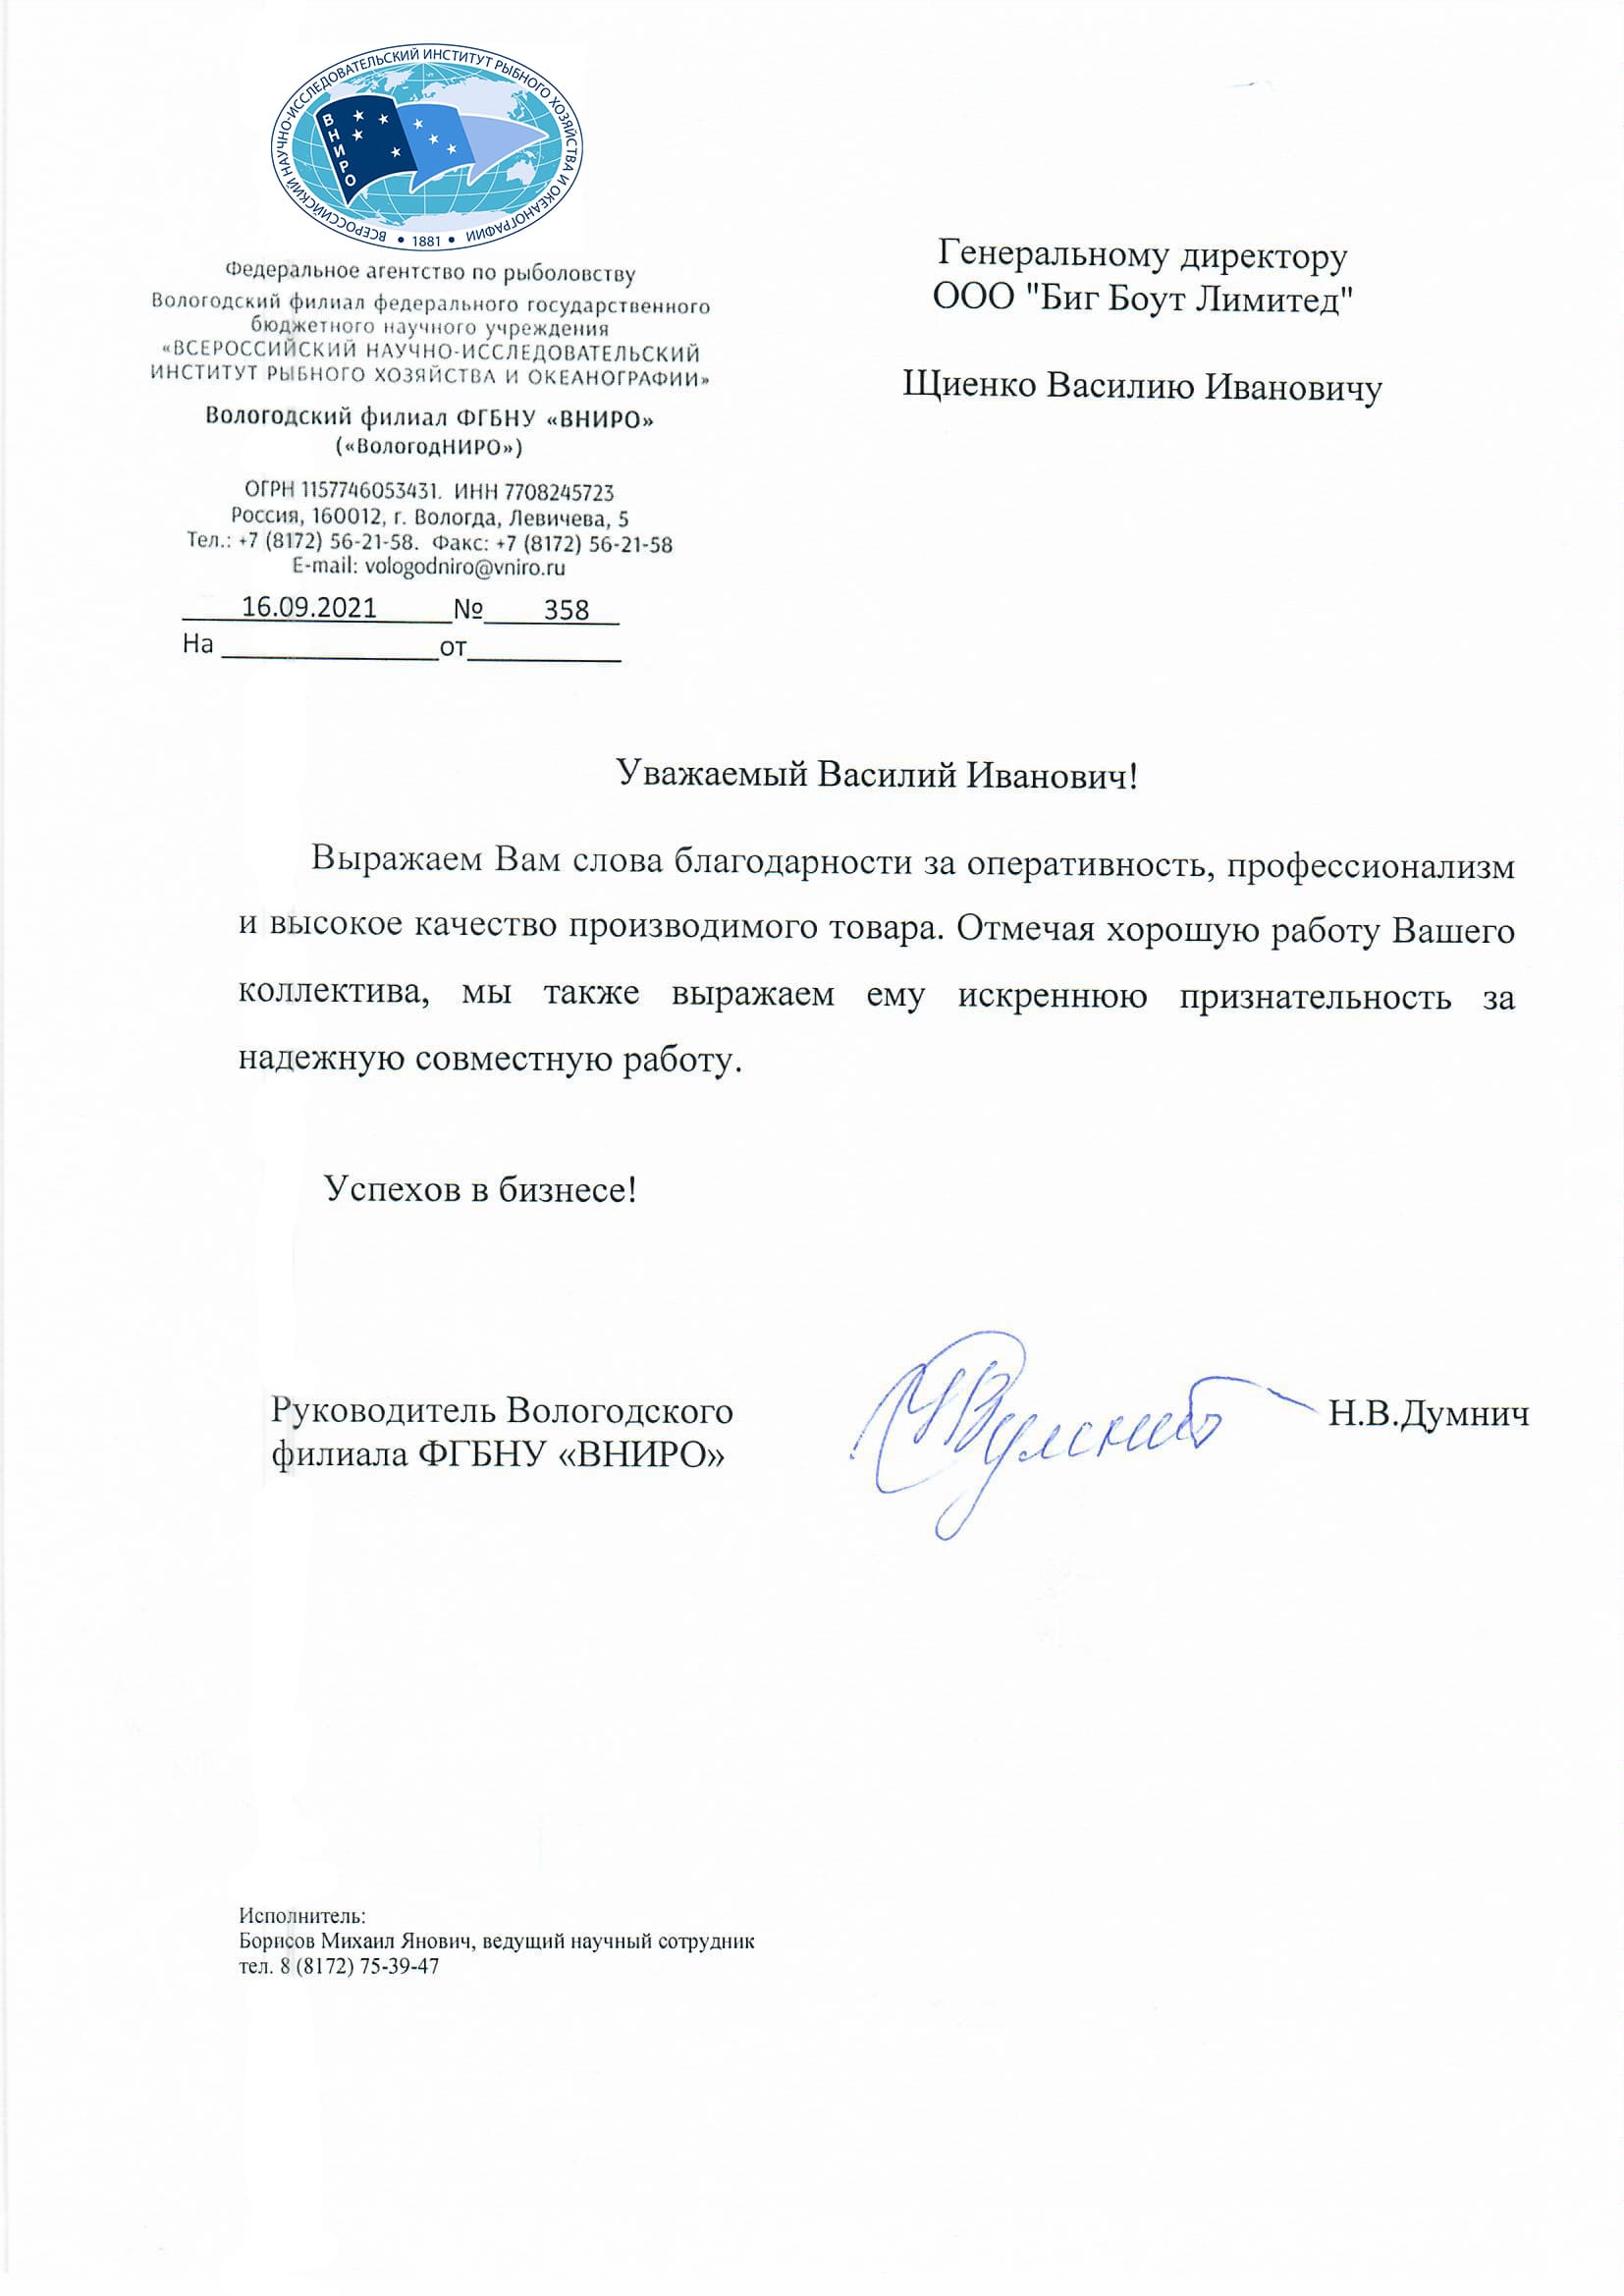 ВСЕРОССИЙСКИЙ НАУЧНО-ИССЛЕДОВАТЕЛЬСКИЙ ИНСТИТУТ РЫБНОГО ХОЗЯЙСТВА И ОКЕАНОГРАФИИ
ВНИРО
• 1881 •
Федеральное агентство по рыболовству
Вологодский филиал федерального государственного
бюджетного научного учреждения
«ВСЕРОССИЙСКИЙ НАУЧНО-ИССЛЕДОВАТЕЛЬСКИЙ
ИНСТИТУТ РЫБНОГО ХОЗЯЙСТВА И ОКЕАНОГРАФИИ»
Вологодский филиал ФГБНУ «ВНИРО»
(«ВологодНИРО»)
ОГРН 1157746053431. ИНН 7708245723
Россия, 160012, г. Вологда, Левичева, 5
Тел.: +7 (8172) 56-21-58. Факс: +7 (8172) 56-21-58
E-mail: vologodniro@vniro.ru
16.09.2021 № 358
На от
Генеральному директору
ООО "Биг Боут Лимитед"
Щиенко Василию Ивановичу
Уважаемый Василий Иванович!
Выражаем Вам слова благодарности за оперативность, профессионализм
и высокое качество производимого товара. Отмечая хорошую работу Вашего
коллектива, мы также выражаем ему искреннюю признательность за
надежную совместную работу.
Успехов в бизнесе!
Руководитель Вологодского
филиала ФГБНУ «ВНИРО»
Н.В.Думнич
Исполнитель:
Борисов Михаил Янович, ведущий научный сотрудник
тел. 8 (8172) 75-39-47